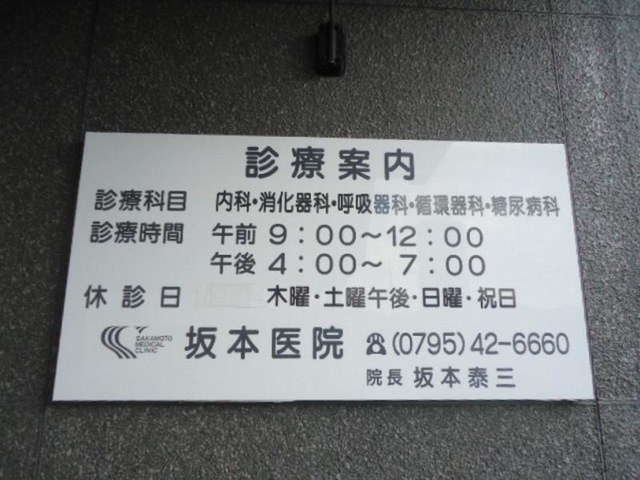 診療案内
診療科目 内科・消化器科・呼吸器科・循環器科・糖尿病科
診療時間 午前 9：00～12：00
午後 4：00～ 7：00
休診日 木曜・土曜午後・日曜・祝日
SAKAMOTO
MEDICAL
CLINIC
坂本医院 ☎(0795)42-6660
院長 坂本泰三